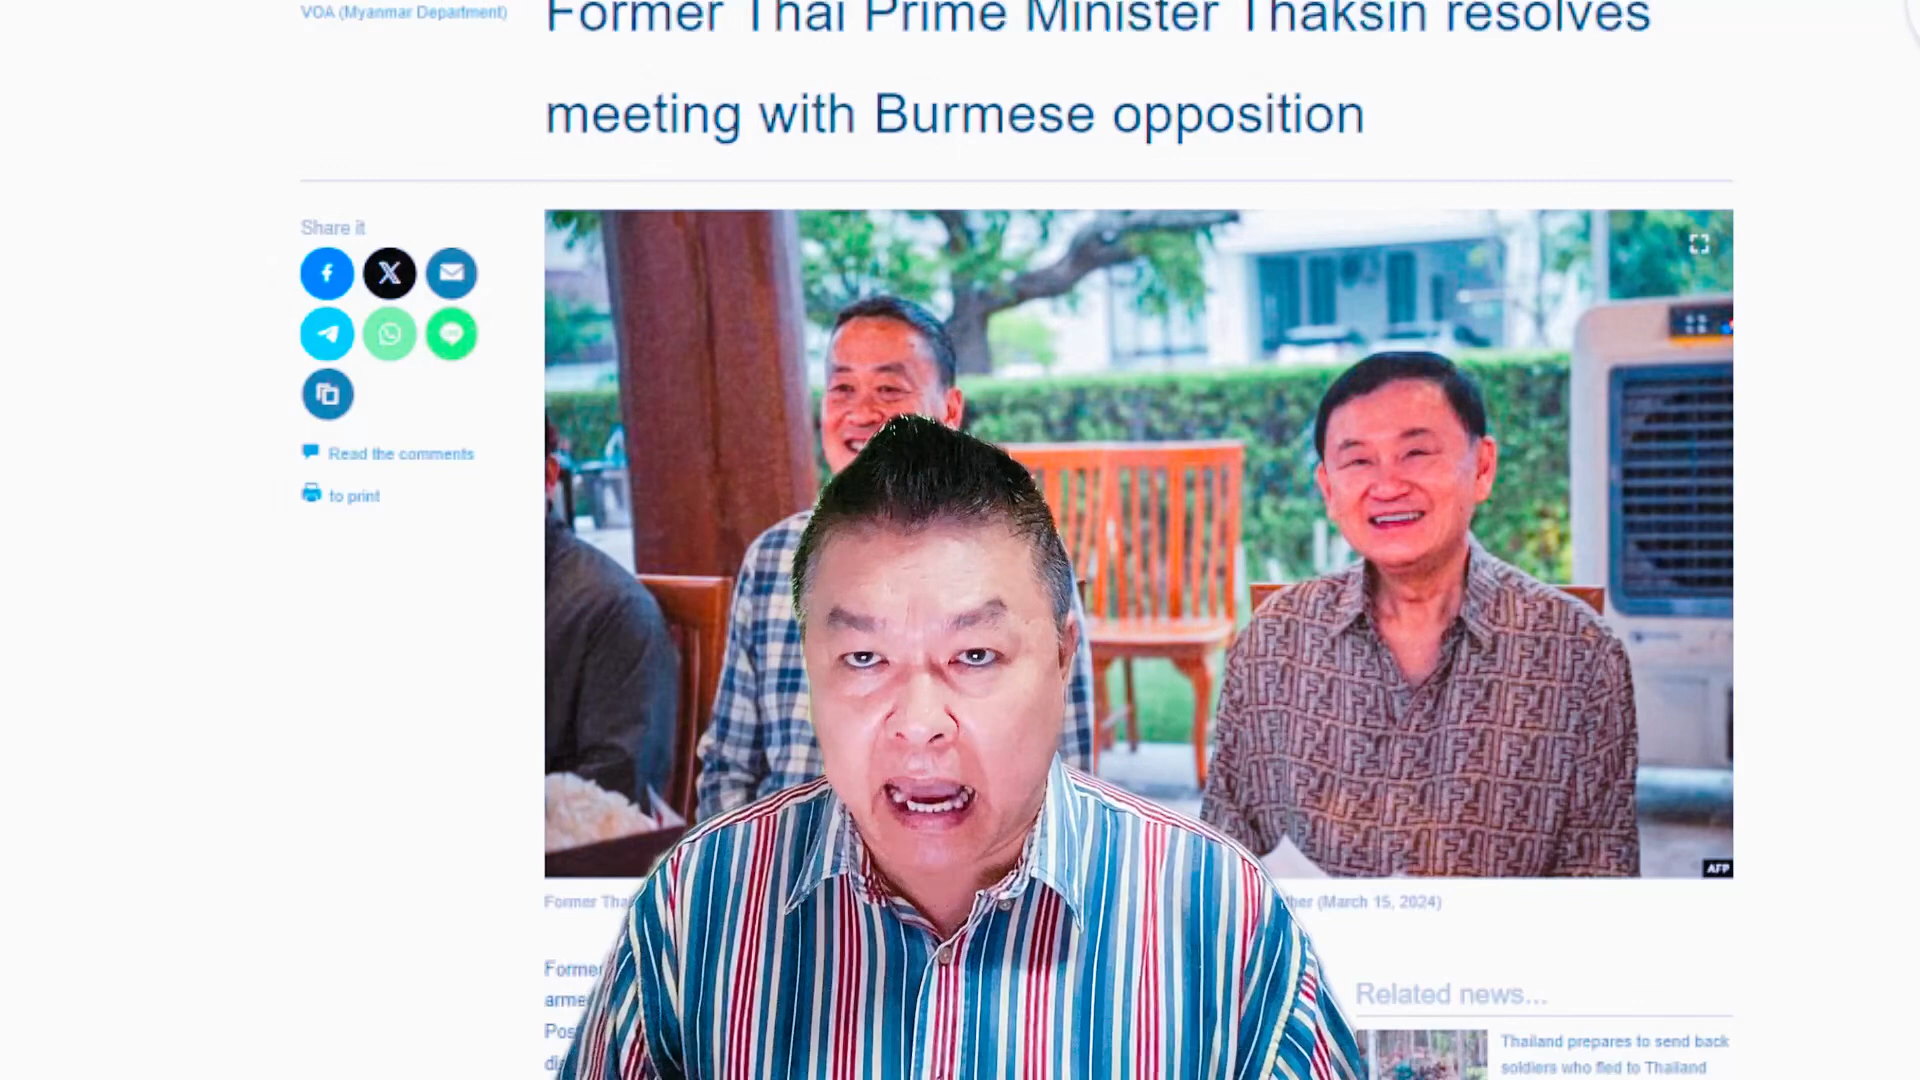 VOA (Myanmar Department)
Former Thai Prime Minister Thaksin resolves
meeting with Burmese opposition
Share it
Read the comments
to print
AFP
Former Tha
her (March 15, 2024)
Former
arme
Pos
Related news...
Thailand prepares to send back
soldiers who fled to Thailand